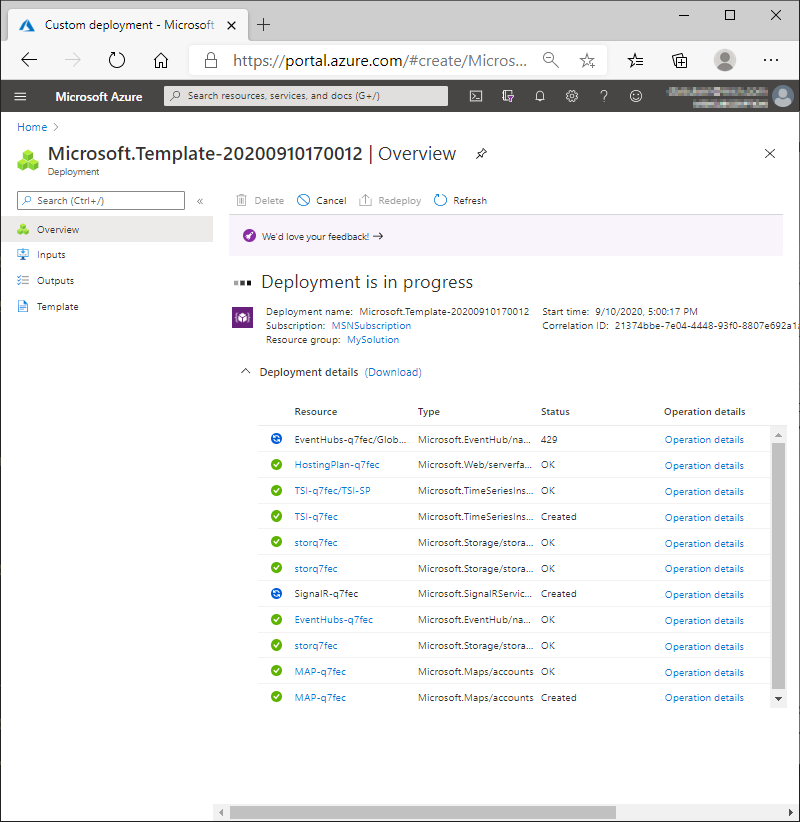 Custom deployment - Microsoft
https://portal.azure.com/#create/Micros...
Microsoft Azure
Search resources, services, and docs (G+/)
Home
Microsoft.Template-20200910170012 | Overview
Deployment
Search (Ctrl+/)
«
Delete Cancel Redeploy Refresh
Overview
Inputs
Outputs
Template
We'd love your feedback! →
Deployment is in progress
Deployment name: Microsoft.Template-20200910170012 Start time: 9/10/2020, 5:00:17 PM
Subscription: MSNSubscription Correlation ID: 21374bbe-7e04-4448-93f0-8807e692a1
Resource group: MySolution
Deployment details (Download)
Resource Type Status Operation details
EventHubs-q7fec/Glob... Microsoft.EventHub/na... 429 Operation details
HostingPlan-q7fec Microsoft.Web/serverfa... OK Operation details
TSI-q7fec/TSI-SP Microsoft.TimeSeriesIns... OK Operation details
TSI-q7fec Microsoft.TimeSeriesIns... Created Operation details
storq7fec Microsoft.Storage/stora... OK Operation details
storq7fec Microsoft.Storage/stora... OK Operation details
SignalR-q7fec Microsoft.SignalRServic... Created Operation details
EventHubs-q7fec Microsoft.EventHub/na... OK Operation details
storq7fec Microsoft.Storage/stora... OK Operation details
MAP-q7fec Microsoft.Maps/accounts OK Operation details
MAP-q7fec Microsoft.Maps/accounts Created Operation details